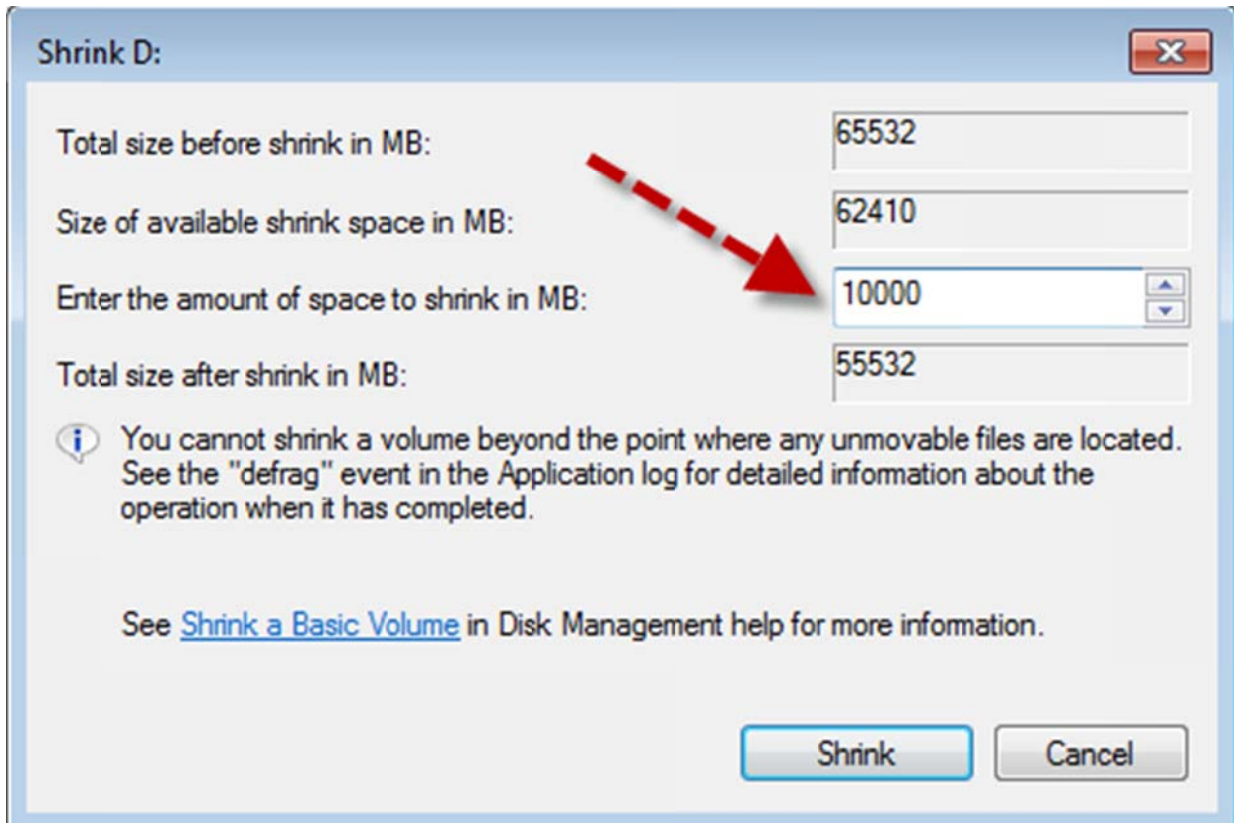 Shrink D:
Total size before shrink in MB: 65532
Size of available shrink space in MB: 62410
Enter the amount of space to shrink in MB: 10000
Total size after shrink in MB: 55532
You cannot shrink a volume beyond the point where any unmovable files are located.
See the "defrag" event in the Application log for detailed information about the
operation when it has completed.
See Shrink a Basic Volume in Disk Management help for more information.
Shrink Cancel